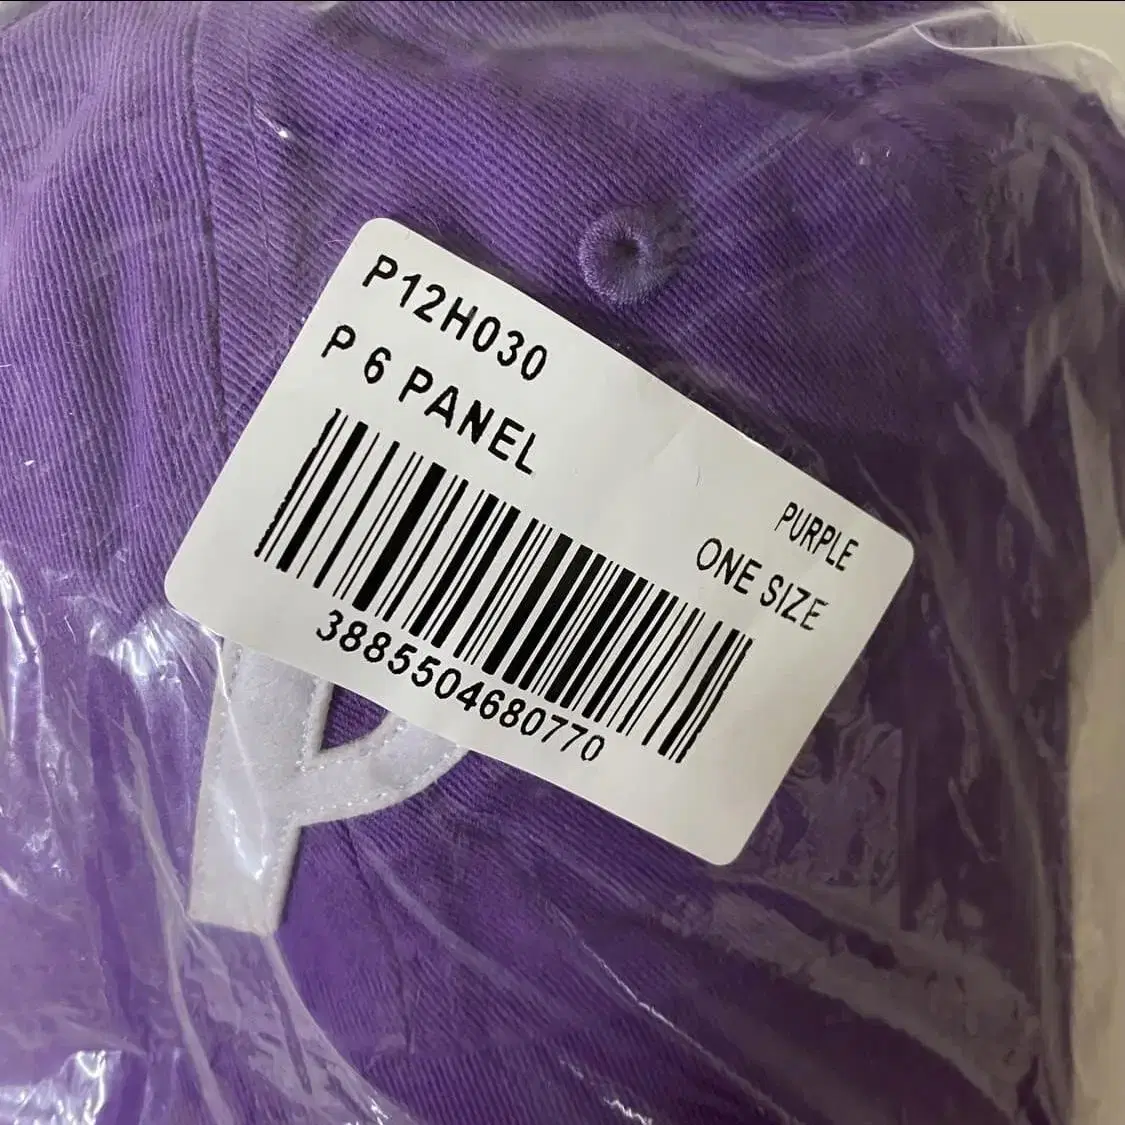 P12H030
P 6 PANEL
PURPLE
ONE SIZE
3885504680770